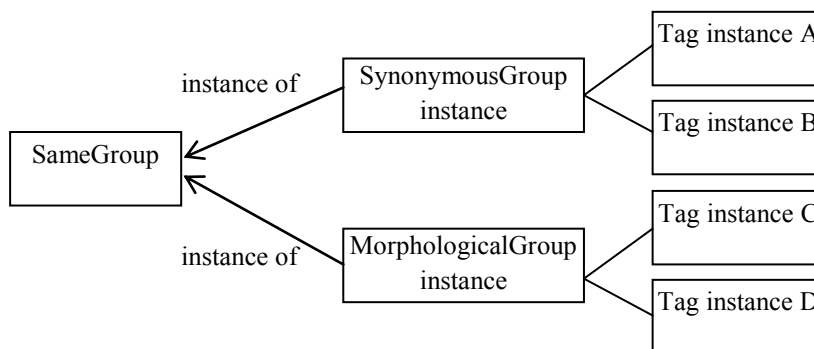 Tag instance A
SynonymousGroup
instance
instance of
Tag instance B
SameGroup
Tag instance C
MorphologicalGroup
instance
instance of
Tag instance D